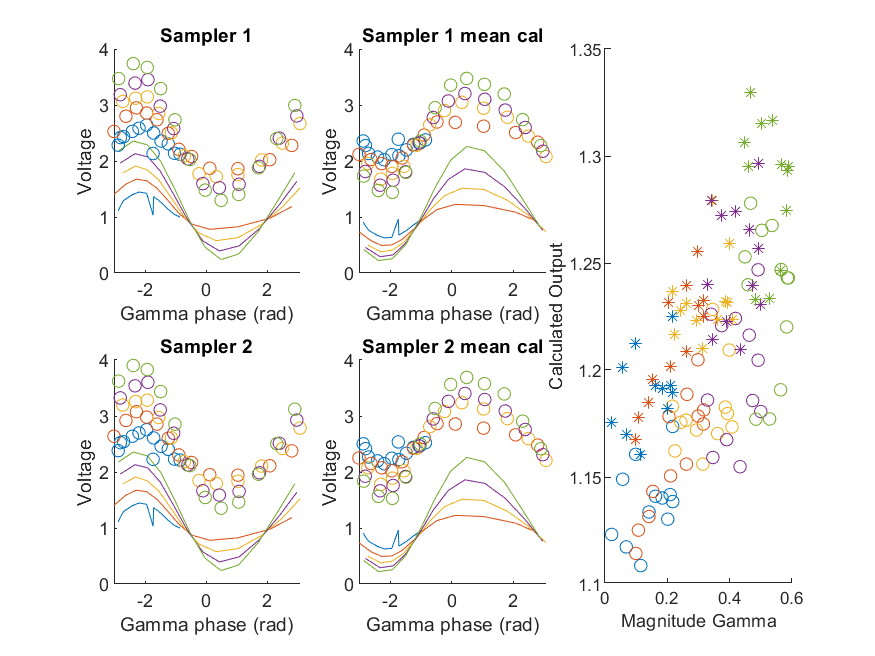 Sampler 1
4
3
2
1
0
Voltage
-2 0 2
Gamma phase (rad)
Sampler 1 mean cal
4
3
2
1
0
Voltage
-2 0 2
Gamma phase (rad)
Sampler 2
4
3
2
1
0
Voltage
-2 0 2
Gamma phase (rad)
Sampler 2 mean cal
4
3
2
1
0
Voltage
-2 0 2
Gamma phase (rad)
1.35
1.3
1.25
1.2
1.15
1.1
Calculated Output
0 0.2 0.4 0.6
Magnitude Gamma